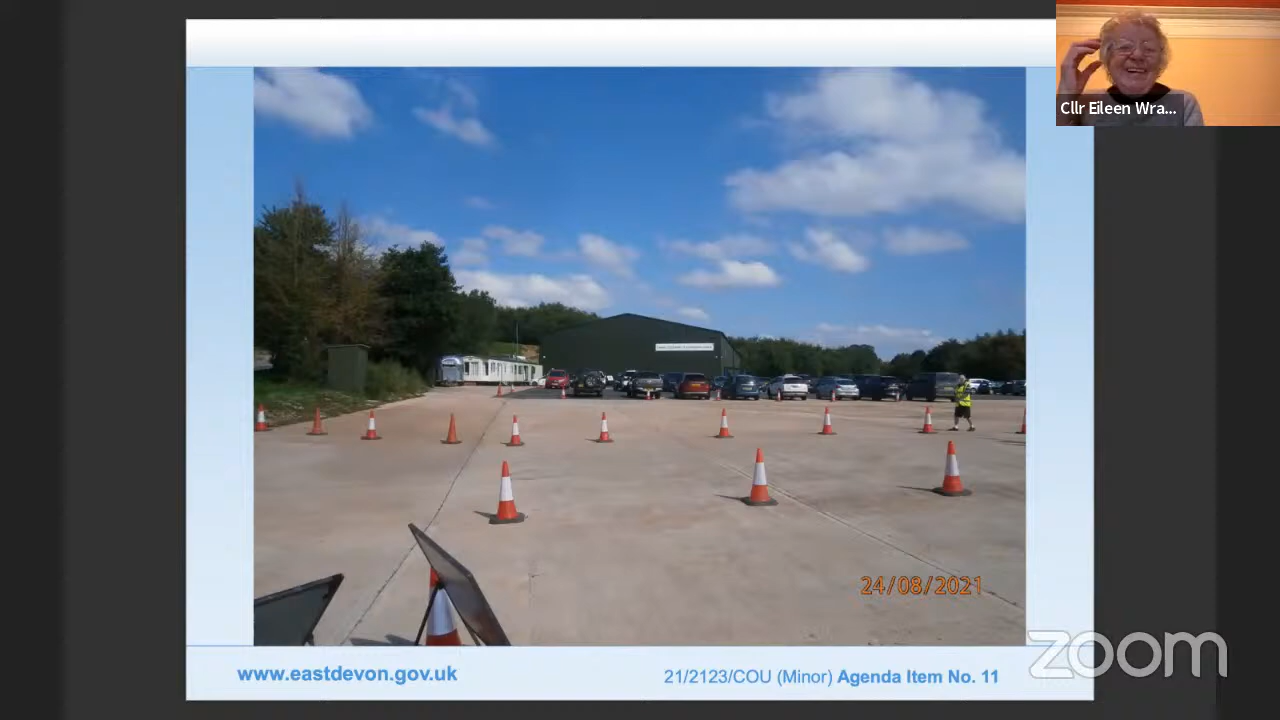 Cllr Eileen Wra...
24/08/2021
www.eastdevon.gov.uk
21/2123/COU (Minor) Agenda Item No. 11
zoom